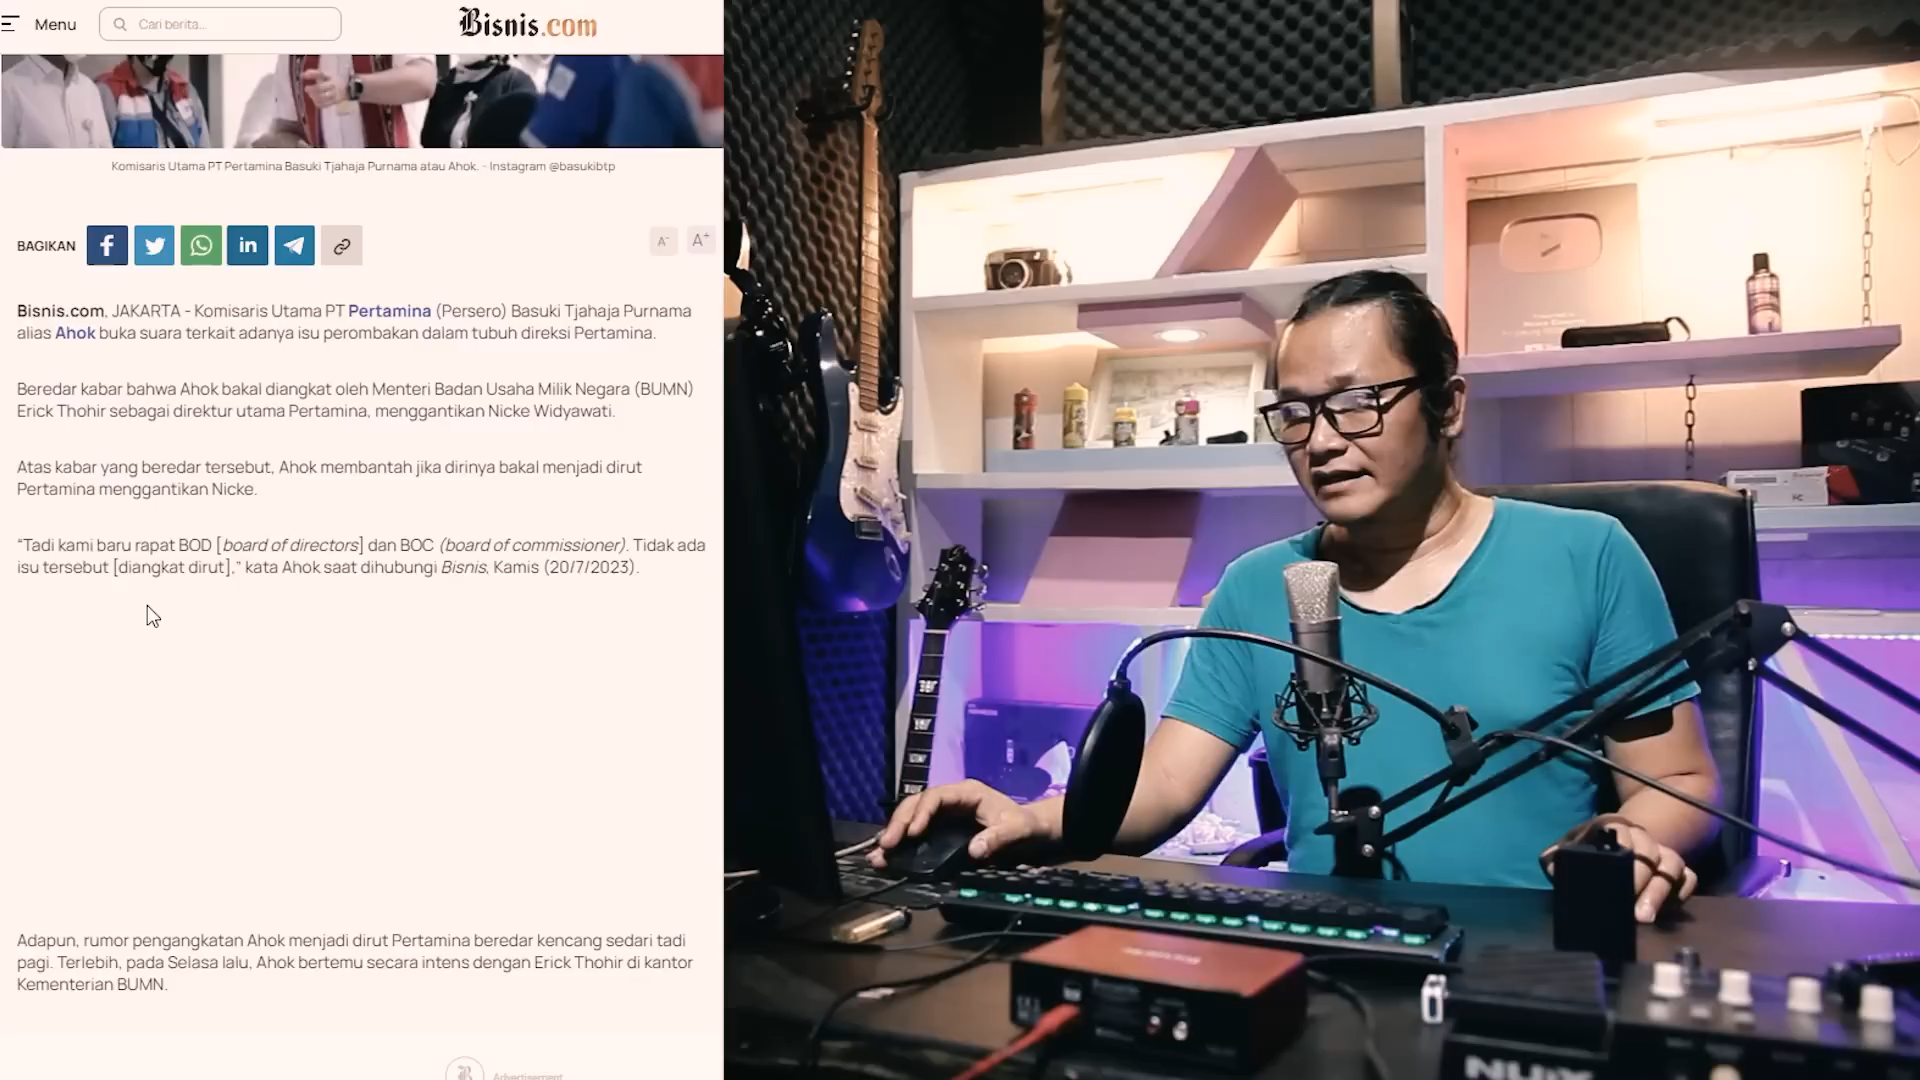 Menu
Cari berita...
Bisnis.com
Komisaris Utama PT Pertamina Basuki Tjahaja Purnama atau Ahok. - Instagram @basukibtp
BAGIKAN
A-
A+
Bisnis.com, JAKARTA - Komisaris Utama PT Pertamina (Persero) Basuki Tjahaja Purnama
alias Ahok buka suara terkait adanya isu perombakan dalam tubuh direksi Pertamina.
Beredar kabar bahwa Ahok bakal diangkat oleh Menteri Badan Usaha Milik Negara (BUMN)
Erick Thohir sebagai direktur utama Pertamina, menggantikan Nicke Widyawati.
Atas kabar yang beredar tersebut, Ahok membantah jika dirinya bakal menjadi dirut
Pertamina menggantikan Nicke.
“Tadi kami baru rapat BOD [board of directors] dan BOC (board of commissioner). Tidak ada
isu tersebut [diangkat dirut],” kata Ahok saat dihubungi Bisnis, Kamis (20/7/2023).
Adapun, rumor pengangkatan Ahok menjadi dirut Pertamina beredar kencang sedari tadi
pagi. Terlebih, pada Selasa lalu, Ahok bertemu secara intens dengan Erick Thohir di kantor
Kementerian BUMN.
Advertisement
NUX